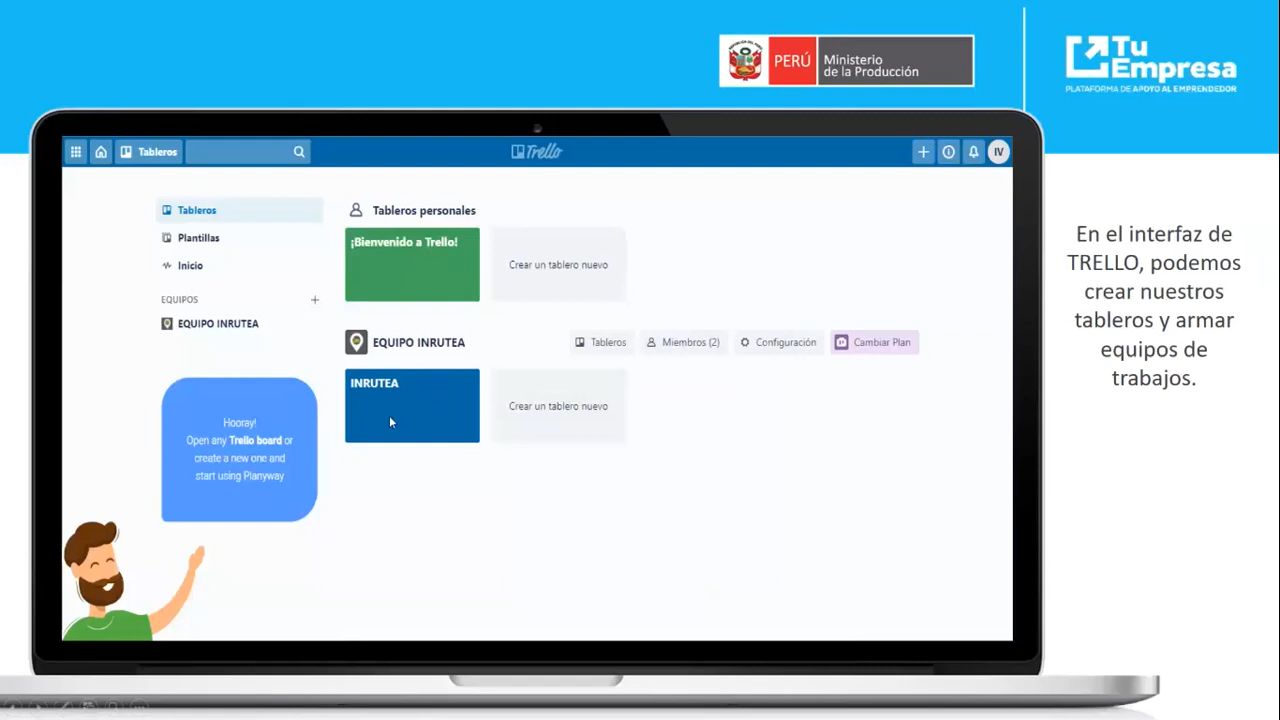 PERÚ
Ministerio
de la Producción
Tu
Empresa
PLATAFORMA DE APOYO AL EMPRENDEDOR
Tableros
Trello
IV
Tableros
Plantillas
Inicio
EQUIPOS
EQUIPO INRUTEA
Hooray!
Open any Trello board or
create a new one and
start using Planyway
Tableros personales
¡Bienvenido a Trello!
Crear un tablero nuevo
EQUIPO INRUTEA
Tableros
Miembros (2)
Configuración
Cambiar Plan
INRUTEA
Crear un tablero nuevo
En el interfaz de
TRELLO, podemos
crear nuestros
tableros y armar
equipos de
trabajos.